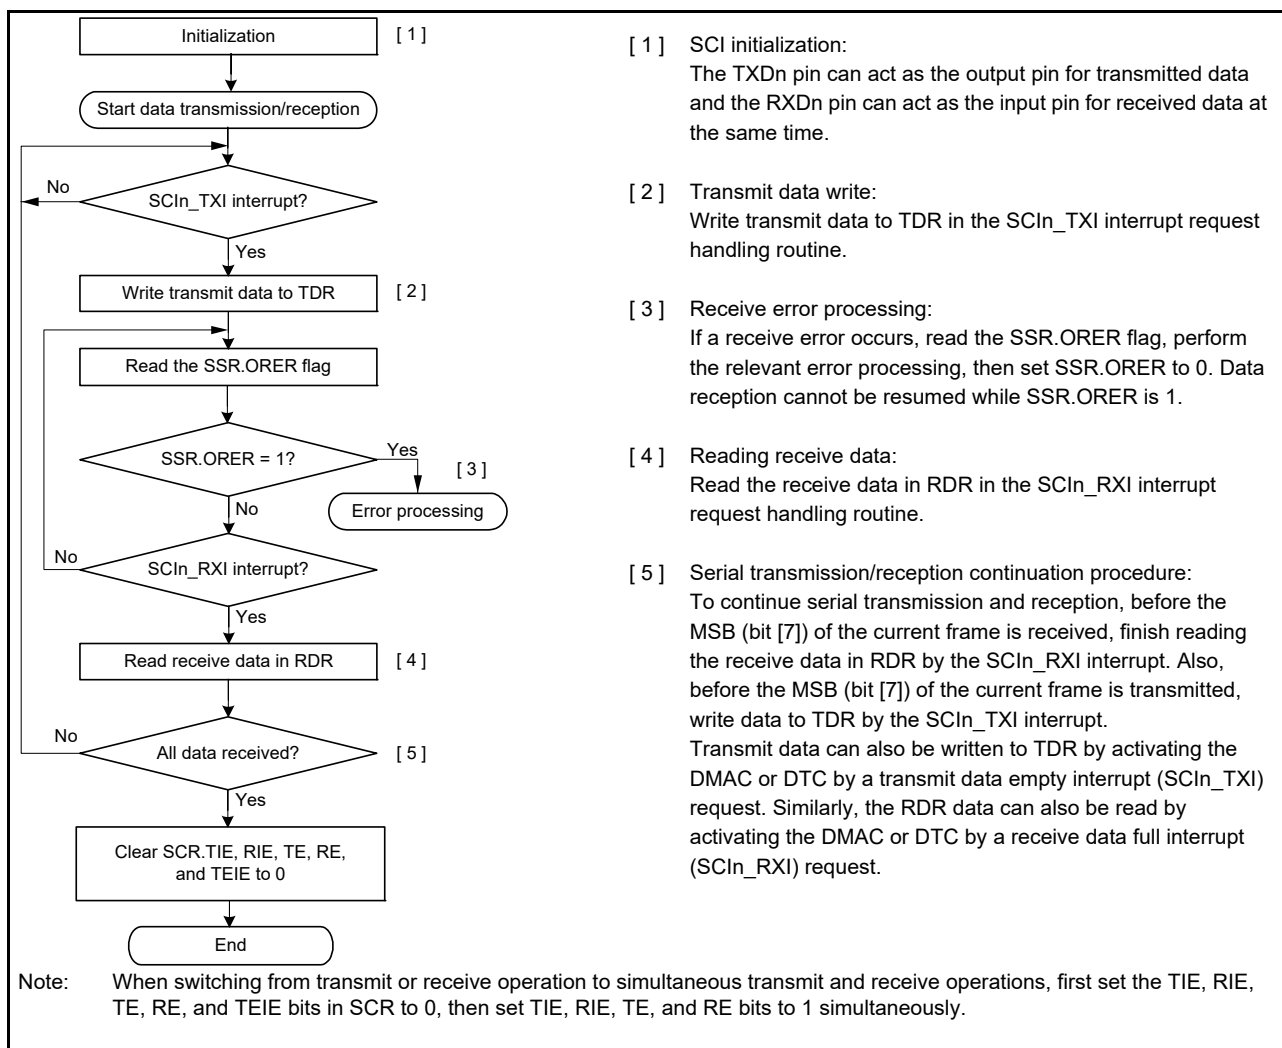 Initialization
[ 1 ]
Start data transmission/reception
No
SCIn_TXI interrupt?
Yes
Write transmit data to TDR
[ 2 ]
Read the SSR.ORER flag
SSR.ORER = 1?
Yes
[ 3 ]
Error processing
No
No
SCIn_RXI interrupt?
Yes
Read receive data in RDR
[ 4 ]
No
All data received?
[ 5 ]
Yes
Clear SCR.TIE, RIE, TE, RE,
and TEIE to 0
End
[ 1 ] SCI initialization:
The TXDn pin can act as the output pin for transmitted data
and the RXDn pin can act as the input pin for received data at
the same time.
[ 2 ] Transmit data write:
Write transmit data to TDR in the SCIn_TXI interrupt request
handling routine.
[ 3 ] Receive error processing:
If a receive error occurs, read the SSR.ORER flag, perform
the relevant error processing, then set SSR.ORER to 0. Data
reception cannot be resumed while SSR.ORER is 1.
[ 4 ] Reading receive data:
Read the receive data in RDR in the SCIn_RXI interrupt
request handling routine.
[ 5 ] Serial transmission/reception continuation procedure:
To continue serial transmission and reception, before the
MSB (bit [7]) of the current frame is received, finish reading
the receive data in RDR by the SCIn_RXI interrupt. Also,
before the MSB (bit [7]) of the current frame is transmitted,
write data to TDR by the SCIn_TXI interrupt.
Transmit data can also be written to TDR by activating the
DMAC or DTC by a transmit data empty interrupt (SCIn_TXI)
request. Similarly, the RDR data can also be read by
activating the DMAC or DTC by a receive data full interrupt
(SCIn_RXI) request.
Note: When switching from transmit or receive operation to simultaneous transmit and receive operations, first set the TIE, RIE,
TE, RE, and TEIE bits in SCR to 0, then set TIE, RIE, TE, and RE bits to 1 simultaneously.